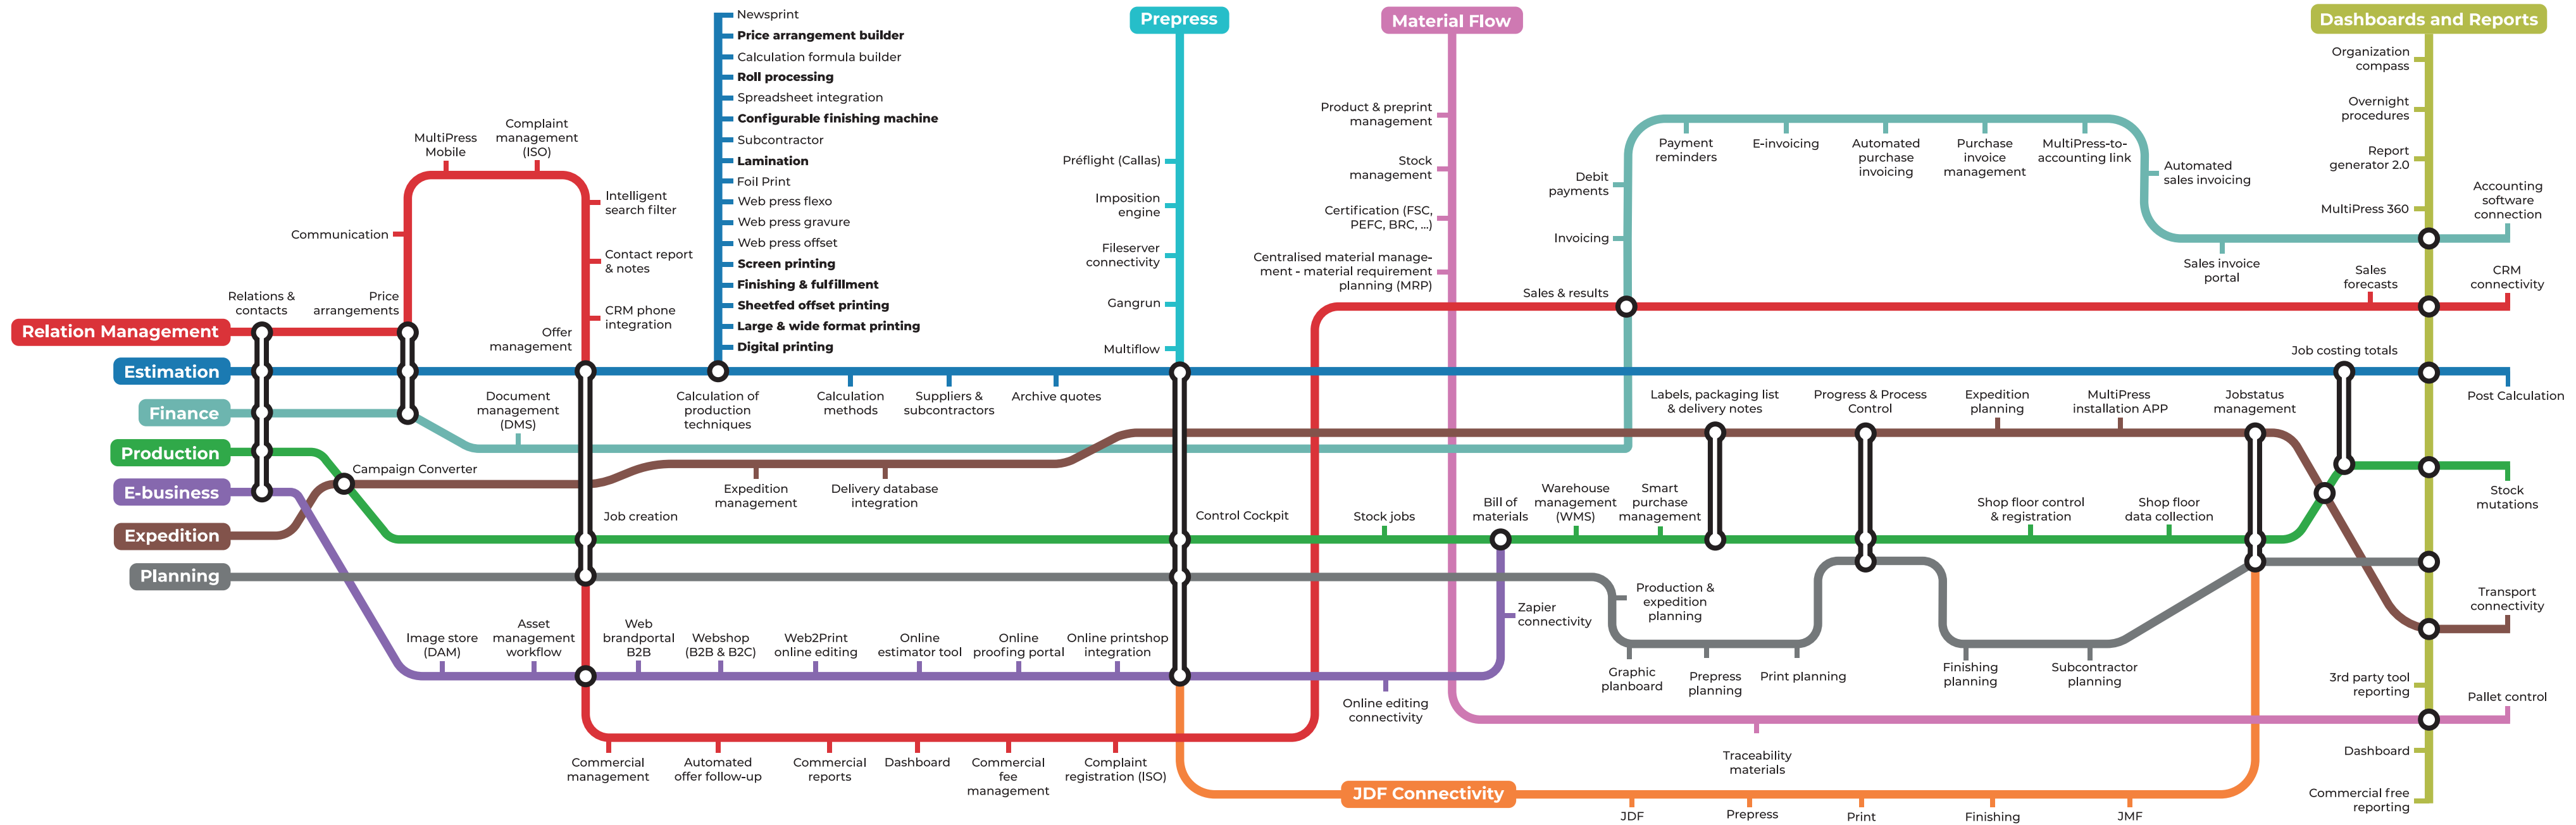 Newsprint
Price arrangement builder
Calculation formula builder
Roll processing
Spreadsheet integration
Configurable finishing machine
Subcontractor
Lamination
Foil Print
Web press flexo
Web press gravure
Web press offset
Screen printing
Finishing & fulfillment
Sheetfed offset printing
Large & wide format printing
Digital printing
Prepress
Préflight (Callas)
Imposition
engine
Fileserver
connectivity
Gangrun
Multiflow
Material Flow
Product & preprint
management
Stock
management
Certification (FSC,
PEFC, BRC, ...)
Centralised material manage-
ment - material requirement
planning (MRP)
Dashboards and Reports
Organization
compass
Overnight
procedures
Report
generator 2.0
MultiPress 360
MultiPress
Mobile
Complaint
management
(ISO)
Communication
Intelligent
search filter
Contact report
& notes
CRM phone
integration
Relations &
contacts
Price
arrangements
Offer
management
Payment
reminders
E-invoicing
Automated
purchase
invoicing
Purchase
invoice
management
MultiPress-to-
accounting link
Automated
sales invoicing
Debit
payments
Invoicing
Sales & results
Sales invoice
portal
Accounting
software
connection
Sales
forecasts
CRM
connectivity
Relation Management
Estimation
Finance
Production
E-business
Expedition
Planning
Document
management
(DMS)
Calculation of
production
techniques
Calculation
methods
Suppliers &
subcontractors
Archive quotes
Job costing totals
Post Calculation
Campaign Converter
Expedition
management
Delivery database
integration
Labels, packaging list
& delivery notes
Progress & Process
Control
Expedition
planning
MultiPress
installation APP
Jobstatus
management
Job creation
Control Cockpit
Stock jobs
Bill of
materials
Warehouse
management
(WMS)
Smart
purchase
management
Shop floor control
& registration
Shop floor
data collection
Stock
mutations
Image store
(DAM)
Asset
management
workflow
Web
brandportal
B2B
Webshop
(B2B & B2C)
Web2Print
online editing
Online
estimator tool
Online
proofing portal
Online printshop
integration
Zapier
connectivity
Online editing
connectivity
Production &
expedition
planning
Graphic
planboard
Prepress
planning
Print planning
Finishing
planning
Subcontractor
planning
Transport
connectivity
3rd party tool
reporting
Pallet control
Dashboard
Commercial free
reporting
Commercial
management
Automated
offer follow-up
Commercial
reports
Dashboard
Commercial
fee
management
Complaint
registration (ISO)
Traceability
materials
JDF Connectivity
JDF
Prepress
Print
Finishing
JMF